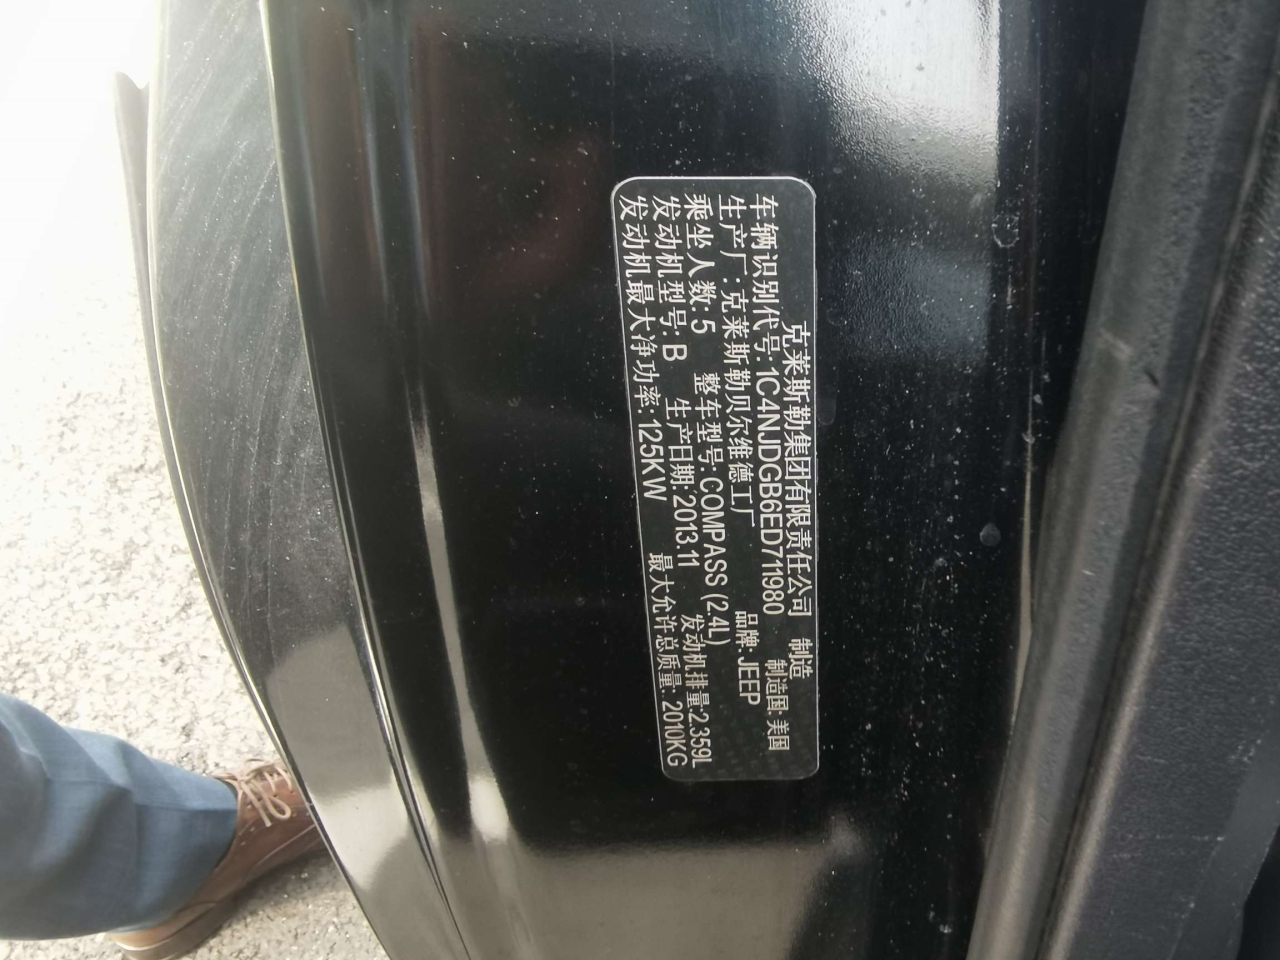 克莱斯勒集团有限责任公司 制造
车辆识别代号:1C4NJDGB6ED711980 制造国:美国
生产厂:克莱斯勒贝尔维德工厂 品牌:JEEP
乘坐人数:5 整车型号:COMPASS (2.4L) 发动机排量:2.359L
发动机型号:B 生产日期:2013.11 最大允许总质量:2010KG
发动机最大净功率:125KW